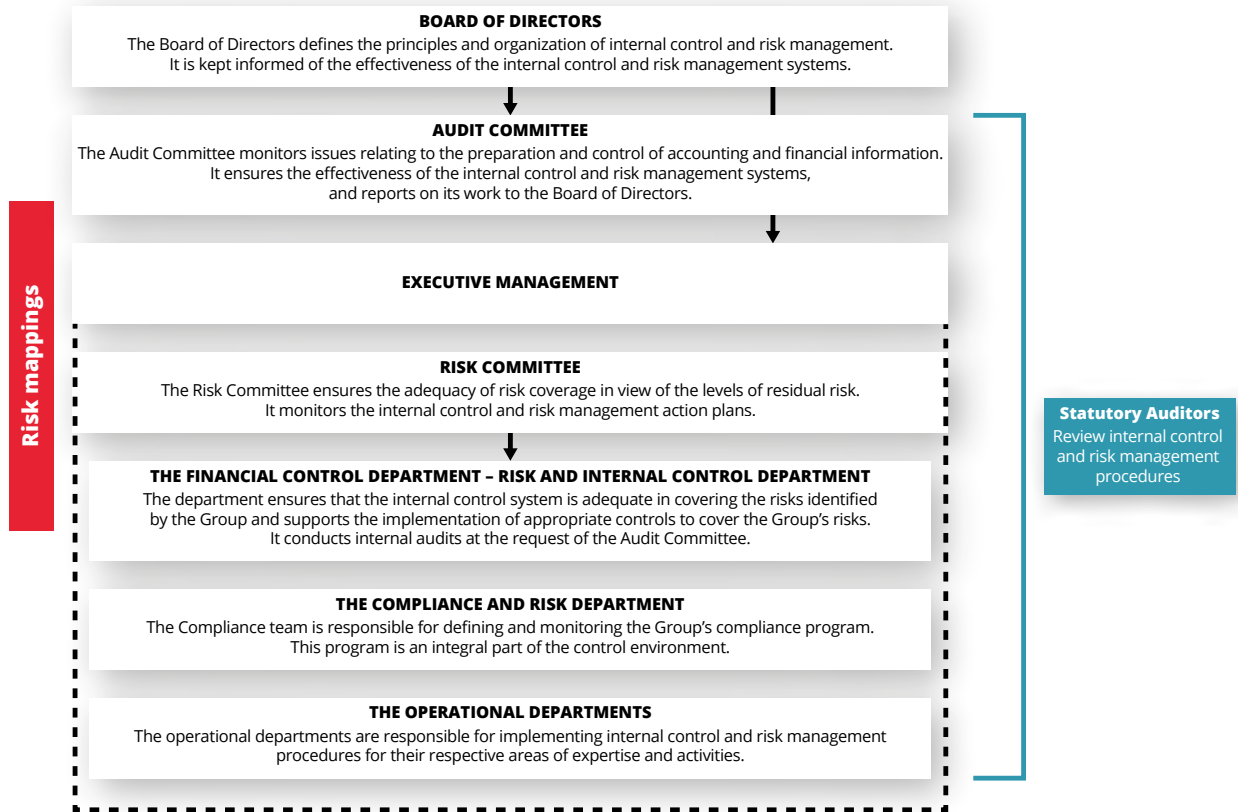 BOARD OF DIRECTORS
The Board of Directors defines the principles and organization of internal control and risk management.
It is kept informed of the effectiveness of the internal control and risk management systems.
AUDIT COMMITTEE
The Audit Committee monitors issues relating to the preparation and control of accounting and financial information.
It ensures the effectiveness of the internal control and risk management systems,
and reports on its work to the Board of Directors.
Risk mappings
EXECUTIVE MANAGEMENT
RISK COMMITTEE
The Risk Committee ensures the adequacy of risk coverage in view of the levels of residual risk.
It monitors the internal control and risk management action plans.
THE FINANCIAL CONTROL DEPARTMENT – RISK AND INTERNAL CONTROL DEPARTMENT
The department ensures that the internal control system is adequate in covering the risks identified
by the Group and supports the implementation of appropriate controls to cover the Group’s risks.
It conducts internal audits at the request of the Audit Committee.
THE COMPLIANCE AND RISK DEPARTMENT
The Compliance team is responsible for defining and monitoring the Group’s compliance program.
This program is an integral part of the control environment.
THE OPERATIONAL DEPARTMENTS
The operational departments are responsible for implementing internal control and risk management
procedures for their respective areas of expertise and activities.
Statutory Auditors
Review internal control
and risk management
procedures